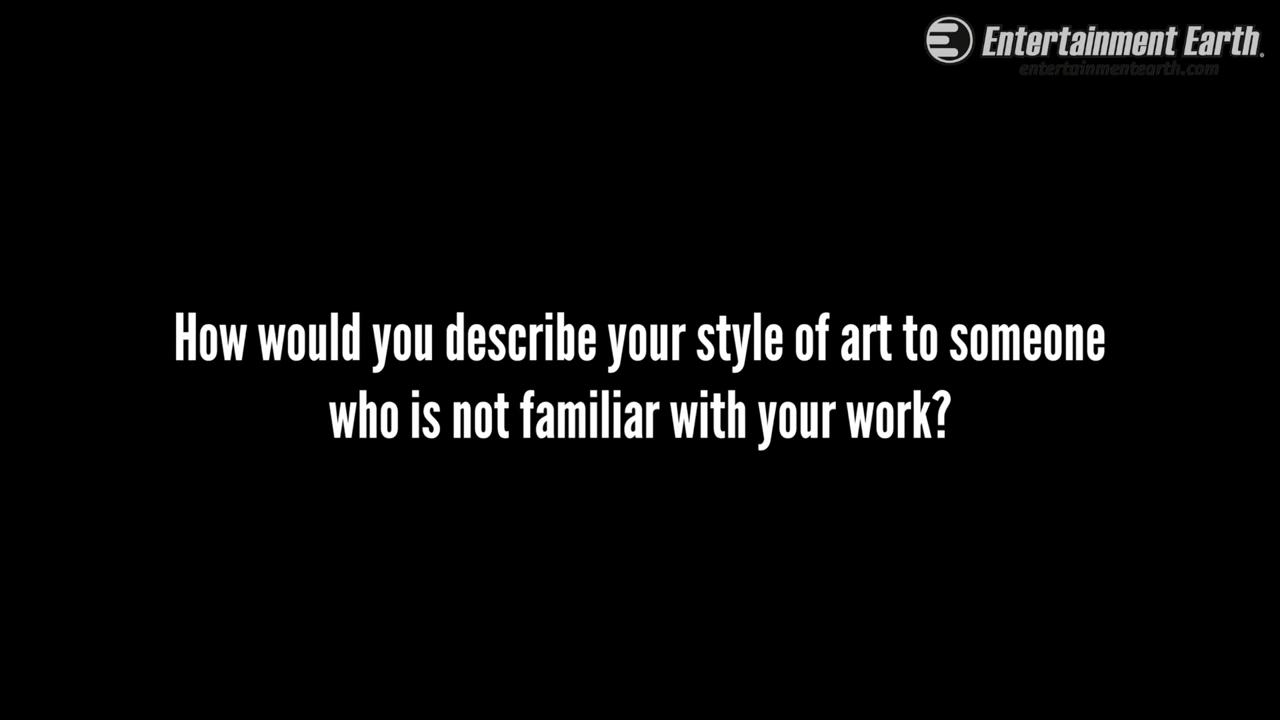 Entertainment Earth.
entertainmentearth.com
How would you describe your style of art to someone
who is not familiar with your work?